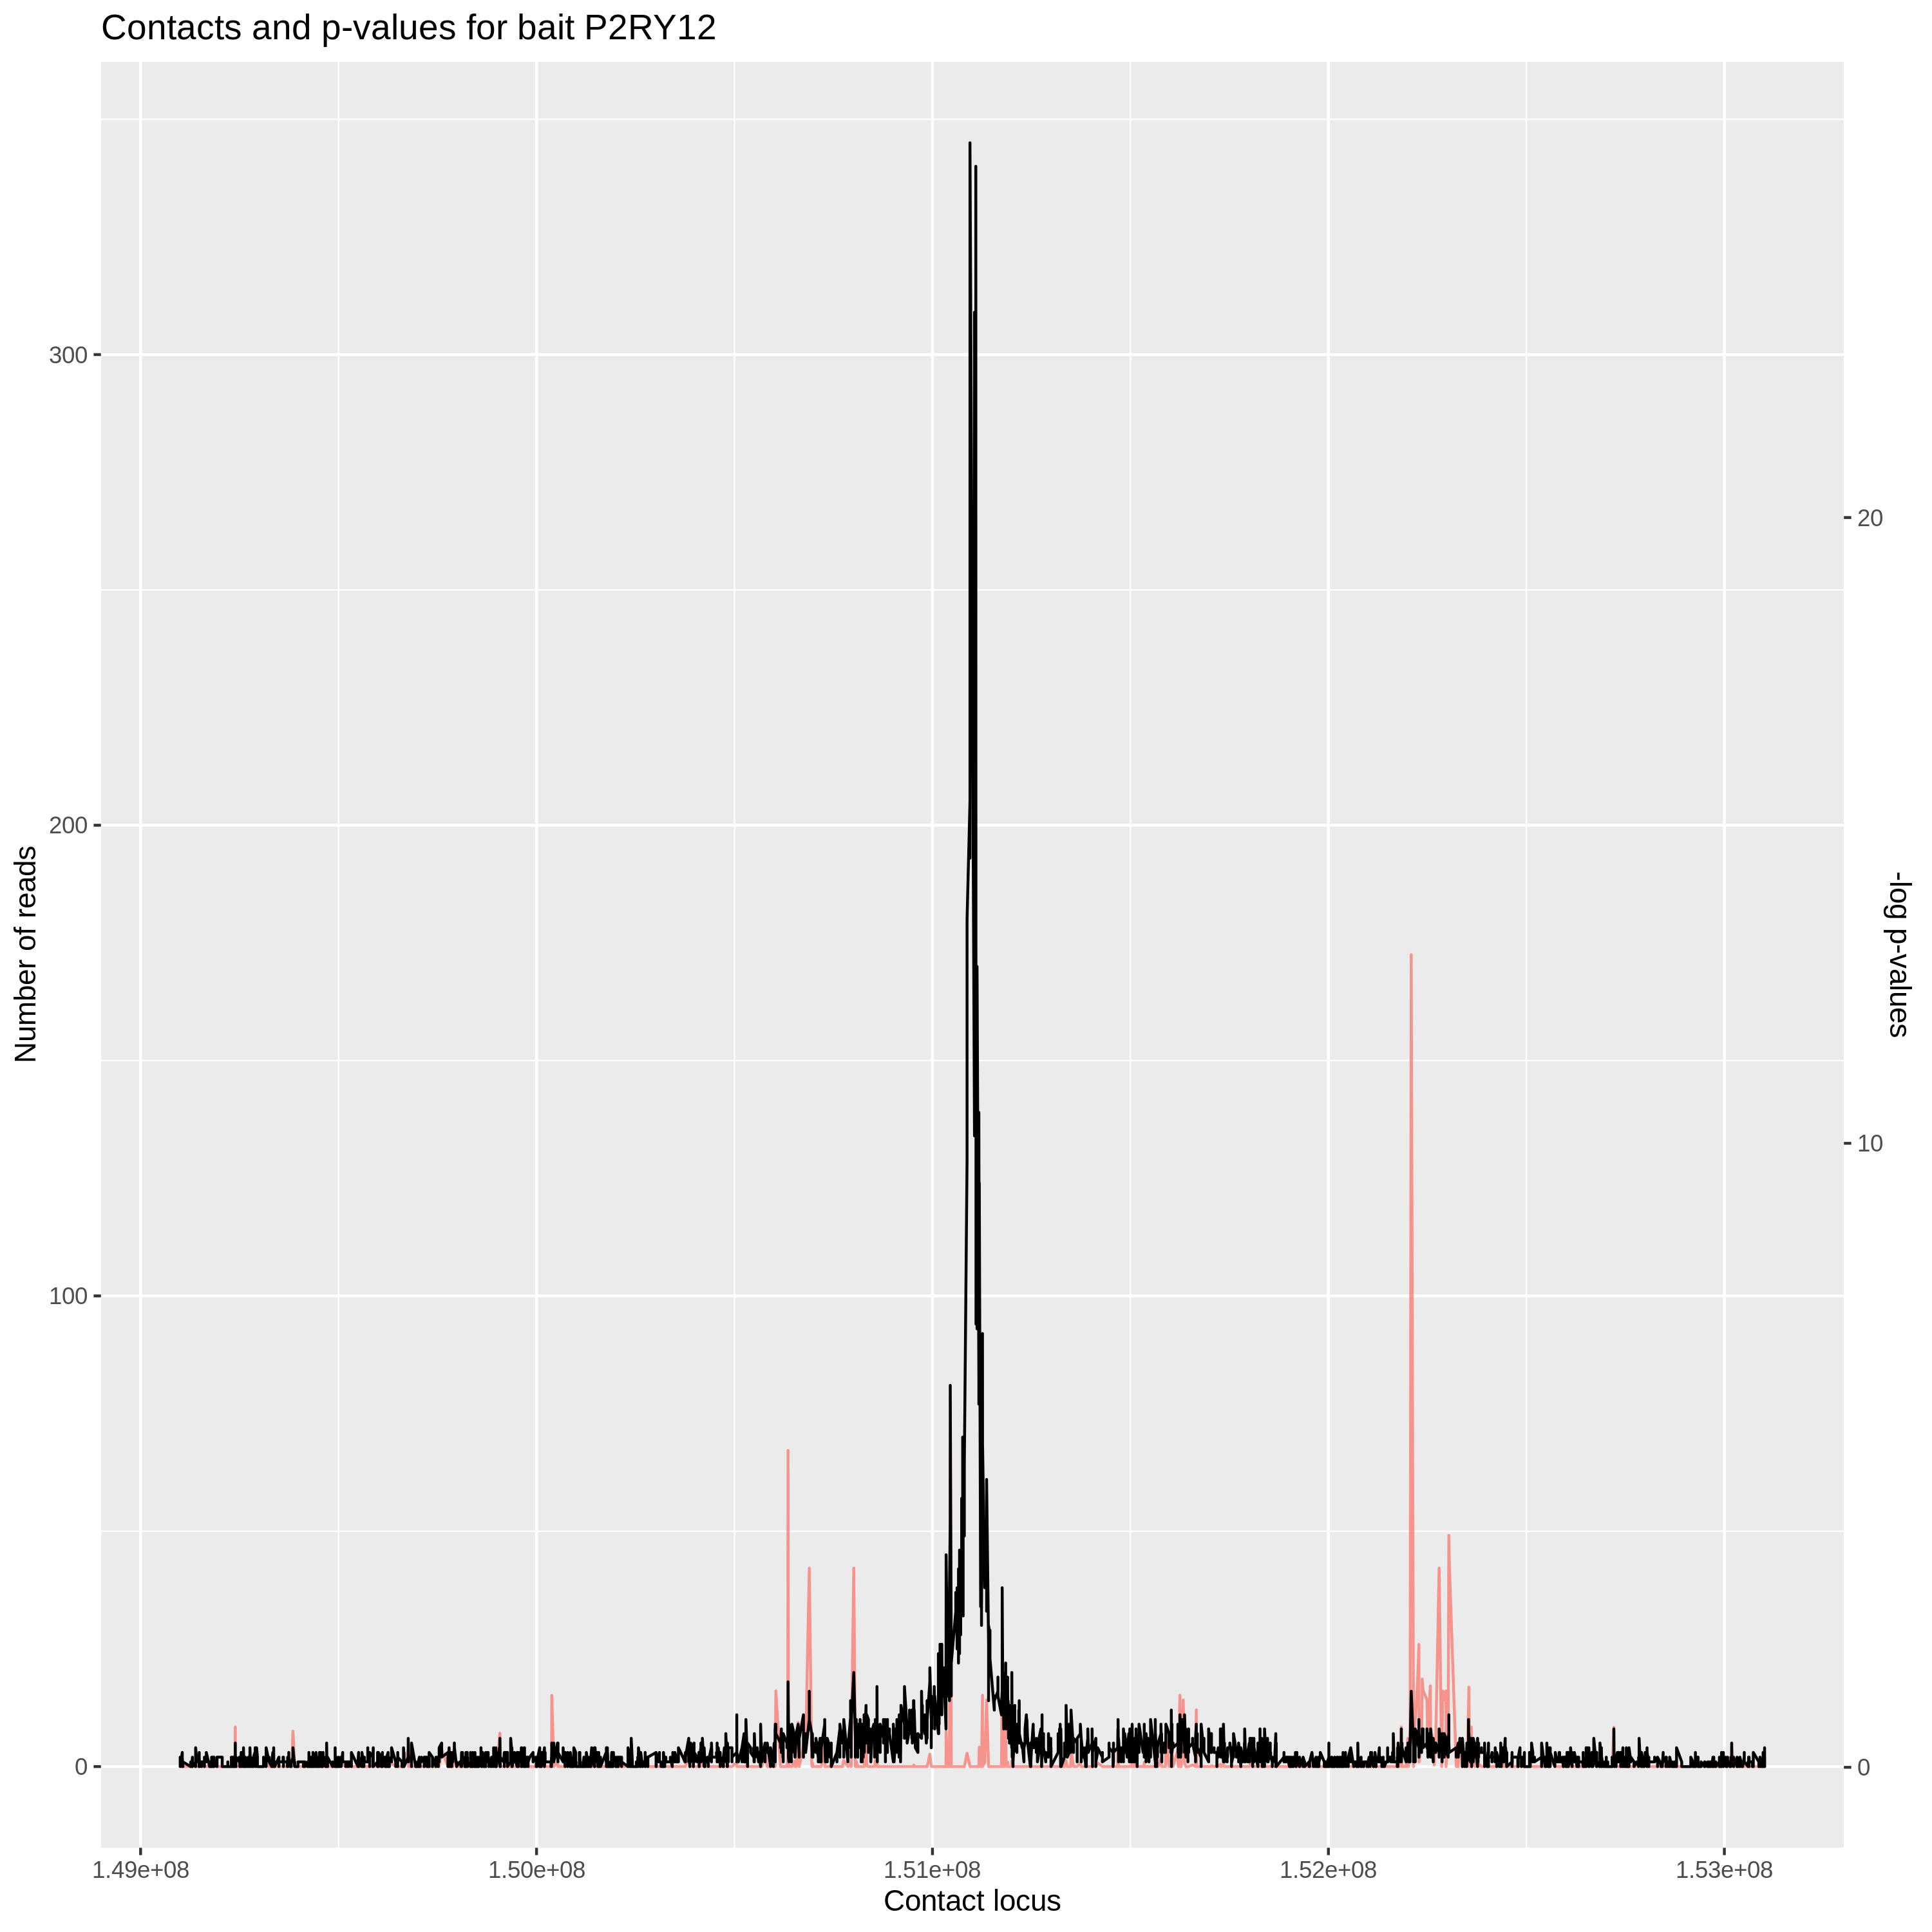 Contacts and p-values for bait P2RY12
300
200
100
0
Number of reads
20
10
0
-log p-values
1.49e+08
1.50e+08
1.51e+08
1.52e+08
1.53e+08
Contact locus